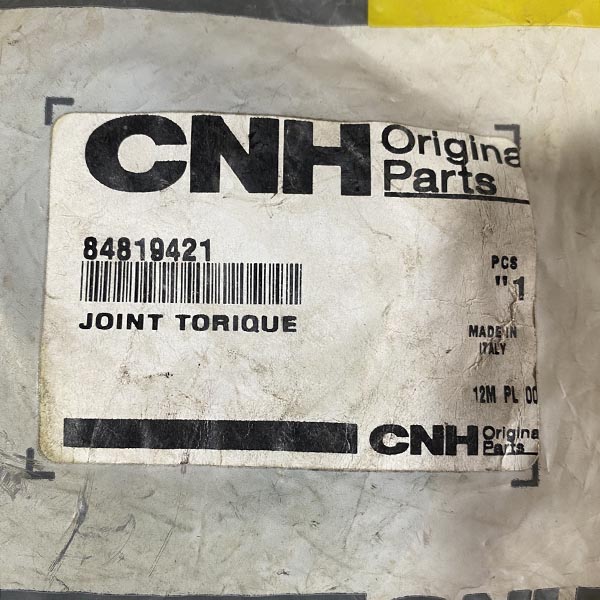 CNH Origina
Parts
84819421
PCS
"1
JOINT TORIQUE
MADE IN
ITALY
12M PL 00
CNH Origina
Parts